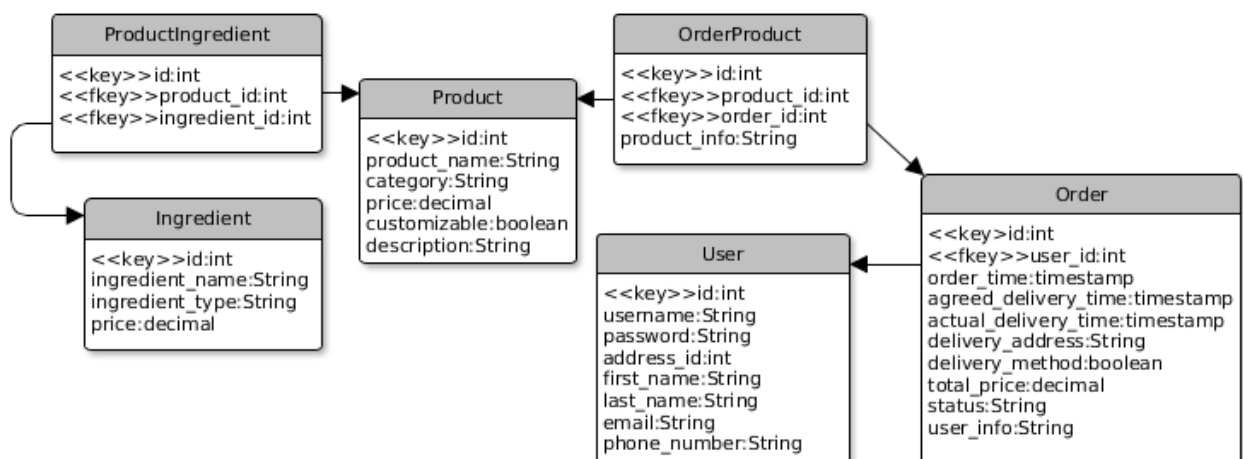 ProductIngredient
<<key>>id:int
<<fkey>>product_id:int
<<fkey>>ingredient_id:int
Product
<<key>>id:int
product_name:String
category:String
price:decimal
customizable:boolean
description:String
OrderProduct
<<key>>id:int
<<fkey>>product_id:int
<<fkey>>order_id:int
product_info:String
Ingredient
<<key>>id:int
ingredient_name:String
ingredient_type:String
price:decimal
User
<<key>>id:int
username:String
password:String
address_id:int
first_name:String
last_name:String
email:String
phone_number:String
Order
<<key>id:int
<<fkey>>user_id:int
order_time:timestamp
agreed_delivery_time:timestamp
actual_delivery_time:timestamp
delivery_address:String
delivery_method:boolean
total_price:decimal
status:String
user_info:String